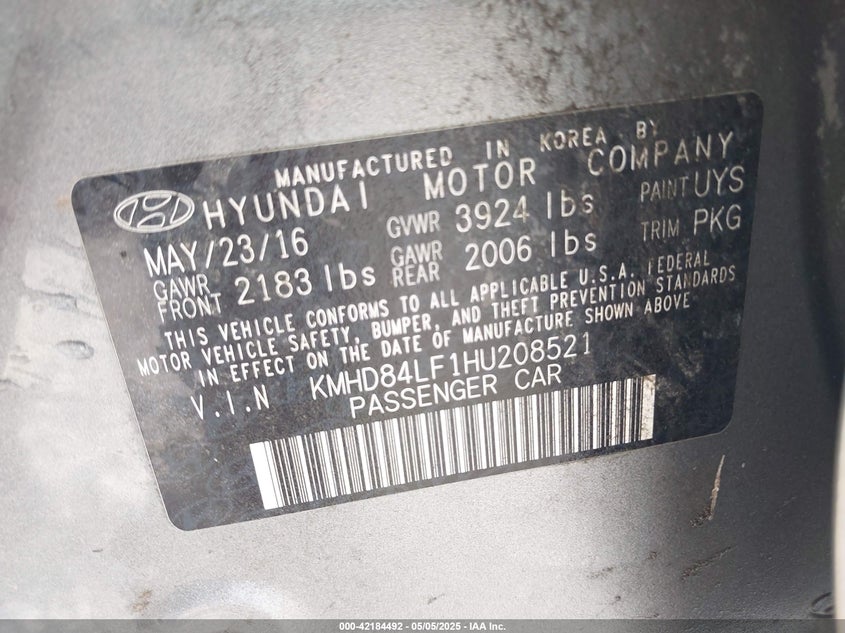 MANUFACTURED IN KOREA BY
HYUNDAI MOTOR COMPANY
MAY/23/16 GVWR 3924 lbs PAINT UYS
GAWR FRONT 2183 lbs GAWR REAR 2006 lbs TRIM PKG
THIS VEHICLE CONFORMS TO ALL APPLICABLE U.S.A. FEDERAL
MOTOR VEHICLE SAFETY, BUMPER, AND THEFT PREVENTION STANDARDS
IN EFFECT ON THE DATE OF MANUFACTURE SHOWN ABOVE
V.I.N KMHD84LF1HU208521
PASSENGER CAR
000-42184492 - 05/05/2025 - IAA Inc.